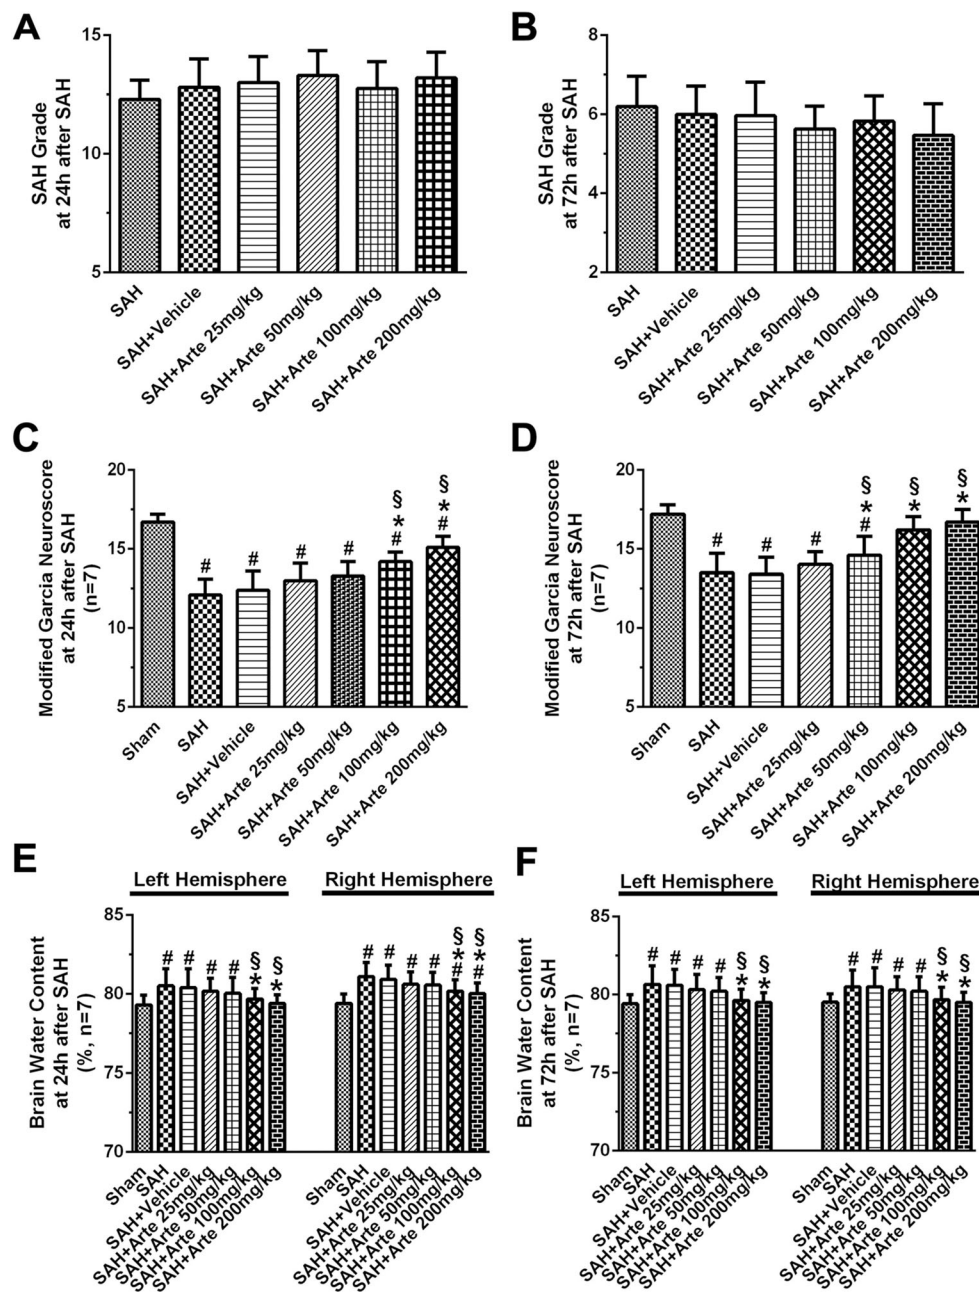 A
SAH Grade
at 24h after SAH
15
10
5
SAH
SAH+Vehicle
SAH+Arte 25mg/kg
SAH+Arte 50mg/kg
SAH+Arte 100mg/kg
SAH+Arte 200mg/kg
B
SAH Grade
at 72h after SAH
8
6
4
2
SAH
SAH+Vehicle
SAH+Arte 25mg/kg
SAH+Arte 50mg/kg
SAH+Arte 100mg/kg
SAH+Arte 200mg/kg
C
Modified Garcia Neuroscore
at 24h after SAH
(n=7)
20
15
10
5
# # # # § * # § * #
Sham
SAH
SAH+Vehicle
SAH+Arte 25mg/kg
SAH+Arte 50mg/kg
SAH+Arte 100mg/kg
SAH+Arte 200mg/kg
D
Modified Garcia Neuroscore
at 72h after SAH
(n=7)
20
15
10
5
# # # § * # § * § *
Sham
SAH
SAH+Vehicle
SAH+Arte 25mg/kg
SAH+Arte 50mg/kg
SAH+Arte 100mg/kg
SAH+Arte 200mg/kg
E
Left Hemisphere
Right Hemisphere
Brain Water Content
at 24h after SAH
(%, n=7)
85
80
75
70
# # # # § * § *
# # # # § * # § * #
Sham
SAH
SAH+Vehicle
SAH+Arte 25mg/kg
SAH+Arte 50mg/kg
SAH+Arte 100mg/kg
SAH+Arte 200mg/kg
Sham
SAH
SAH+Vehicle
SAH+Arte 25mg/kg
SAH+Arte 50mg/kg
SAH+Arte 100mg/kg
SAH+Arte 200mg/kg
F
Left Hemisphere
Right Hemisphere
Brain Water Content
at 72h after SAH
(%, n=7)
85
80
75
70
# # # # § * § *
# # # # § * § *
Sham
SAH
SAH+Vehicle
SAH+Arte 25mg/kg
SAH+Arte 50mg/kg
SAH+Arte 100mg/kg
SAH+Arte 200mg/kg
Sham
SAH
SAH+Vehicle
SAH+Arte 25mg/kg
SAH+Arte 50mg/kg
SAH+Arte 100mg/kg
SAH+Arte 200mg/kg